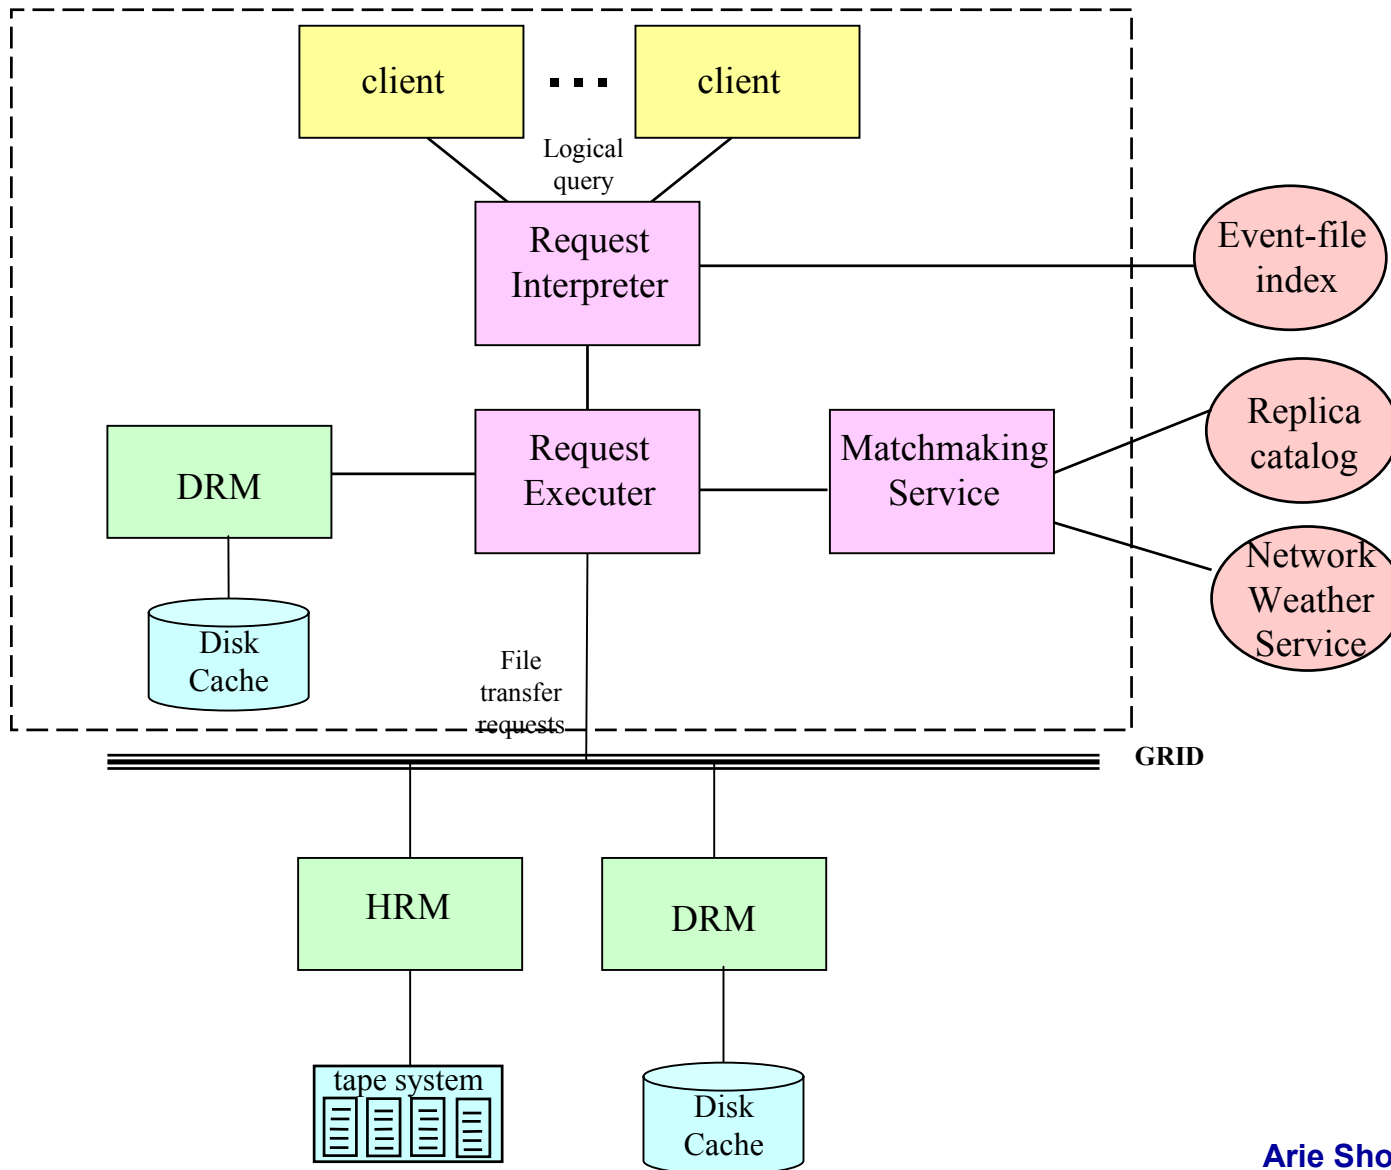 client
client
Logical
query
Request
Interpreter
Event-file
index
Request
Executer
Matchmaking
Service
Replica
catalog
DRM
Network
Weather
Service
Disk
Cache
File
transfer
requests
GRID
HRM
DRM
tape system
Disk
Cache
Arie Sho